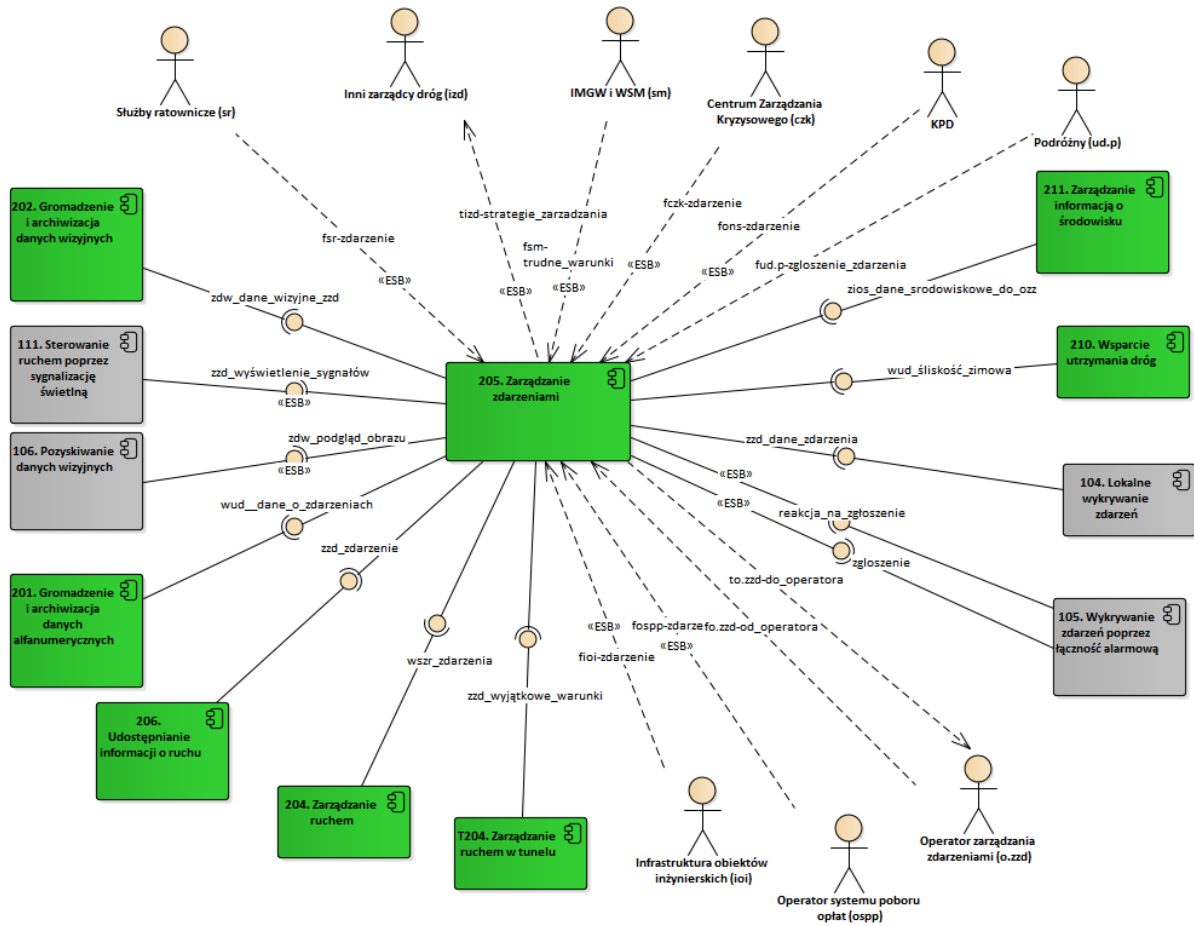 Służby ratownicze (sr)
Inni zarządcy dróg (izd)
IMGW i WSM (sm)
Centrum Zarządzania
Kryzysowego (czk)
KPD
Podróżny (ud.p)
202. Gromadzenie
i archiwizacja
danych wizyjnych
211. Zarządzanie
informacją o
środowisku
fsr-zdarzenie
«ESB»
tizd-strategie_zarzadzania
fsm-
trudne_warunki
«ESB»
fczk-zdarzenie
«ESB»
fons-zdarzenie
«ESB»
fud.p-zgloszenie_zdarzenia
zios_dane_srodowiskowe_do_ozz
zdw_dane_wizyjne_zzd
111. Sterowanie
ruchem poprzez
sygnalizację
świetlną
zzd_wyświetlenie_sygnałów
«ESB»
205. Zarządzanie
zdarzeniami
wud_śliskość_zimowa
210. Wsparcie
utrzymania dróg
106. Pozyskiwanie
danych wizyjnych
zdw_podgląd_obrazu
«ESB»
zzd_dane_zdarzenia
104. Lokalne
wykrywanie
zdarzeń
«ESB»
«ESB»
reakcja_na_zgłoszenie
zgloszenie
wud__dane_o_zdarzeniach
zzd_zdarzenie
201. Gromadzenie
i archiwizacja
danych
alfanumerycznych
to.zzd-do_operatora
105. Wykrywanie
zdarzeń poprzez
łączność alarmową
«ESB»
fioi-zdarzenie
fospp-zdarze
«ESB»
fo.zzd-od_operatora
wszr_zdarzenia
zzd_wyjątkowe_warunki
206.
Udostępnianie
informacji o ruchu
204. Zarządzanie
ruchem
T204. Zarządzanie
ruchem w tunelu
Infrastruktura obiektów
inżynierskich (ioi)
Operator systemu poboru
opłat (ospp)
Operator zarządzania
zdarzeniami (o.zzd)